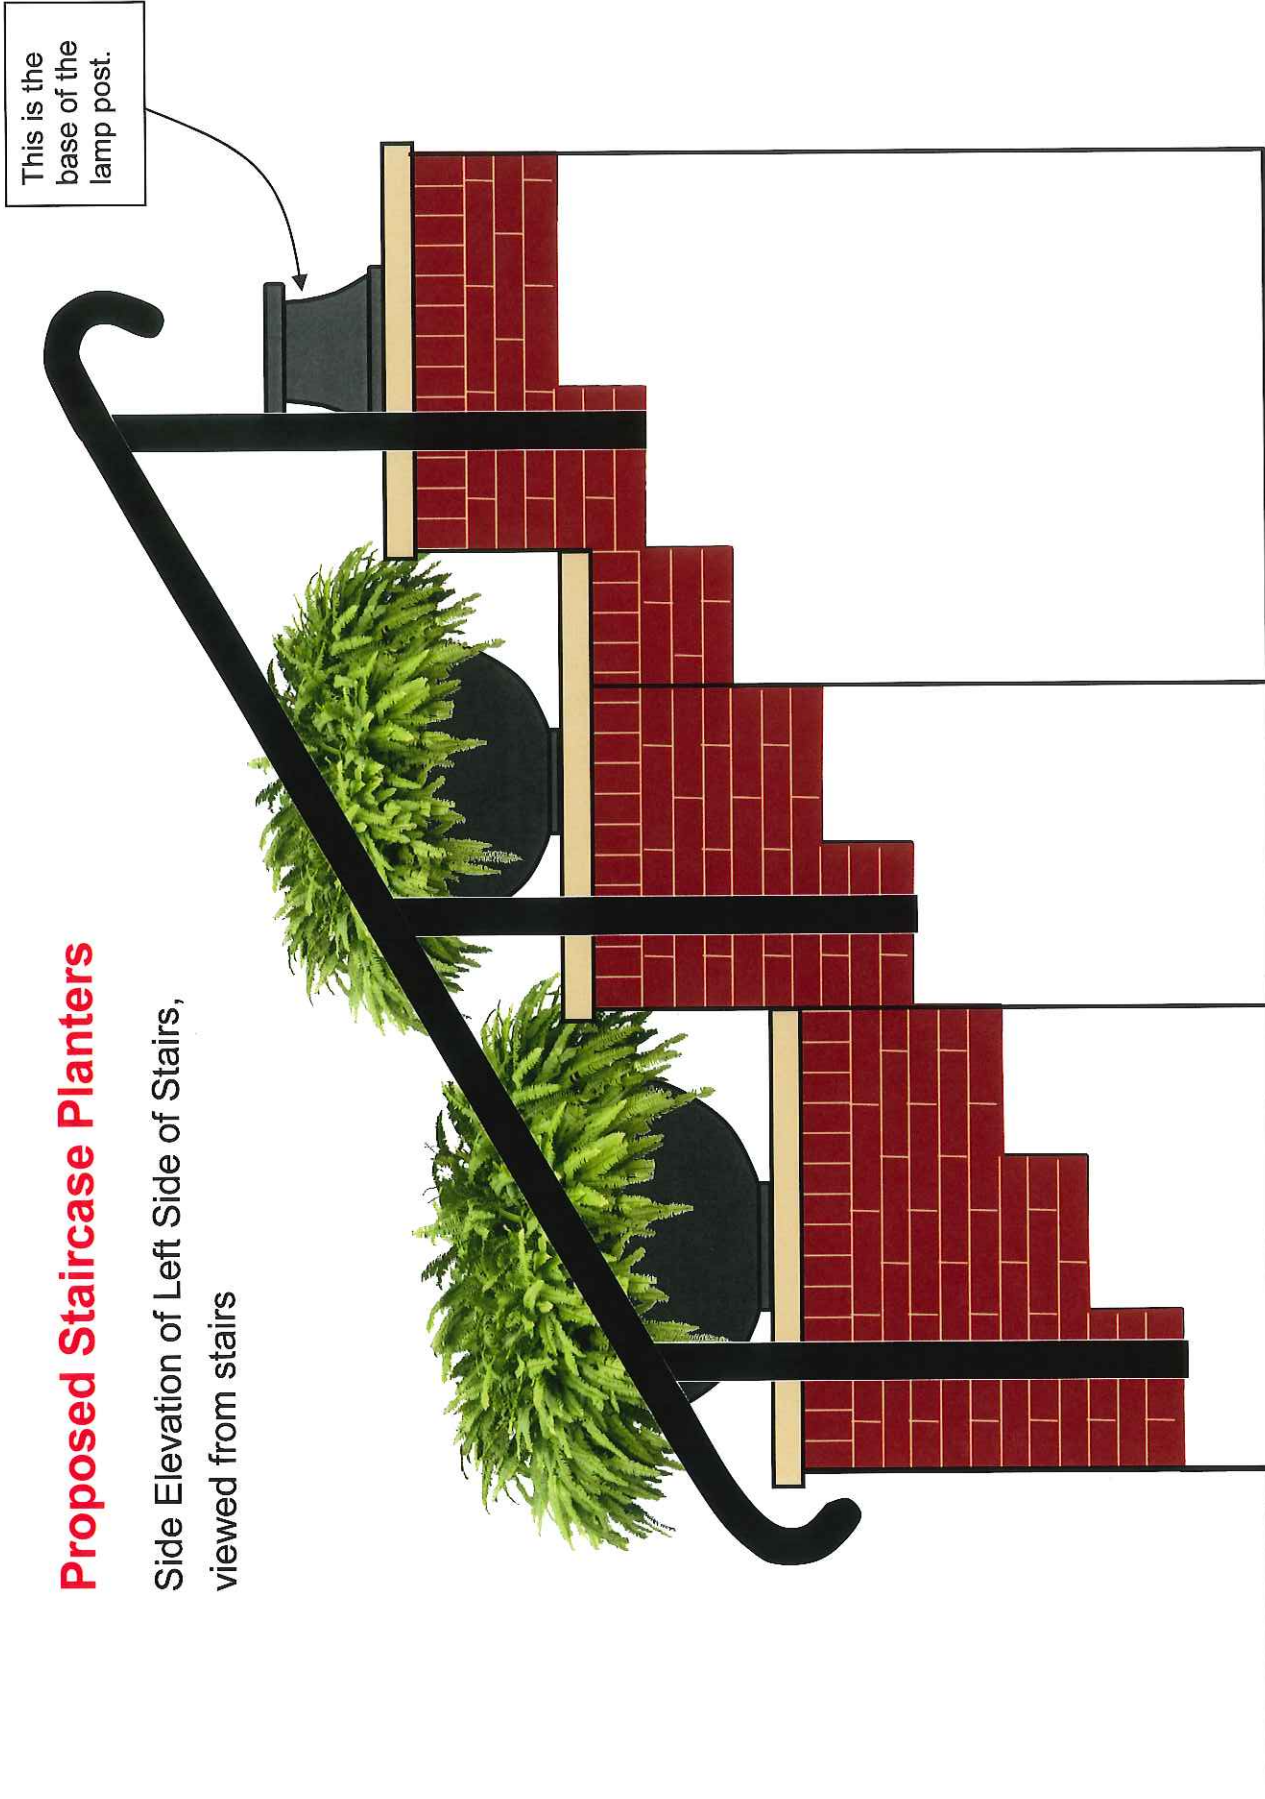 Proposed Staircase Planters
Side Elevation of Left Side of Stairs,
viewed from stairs
This is the
base of the
lamp post.